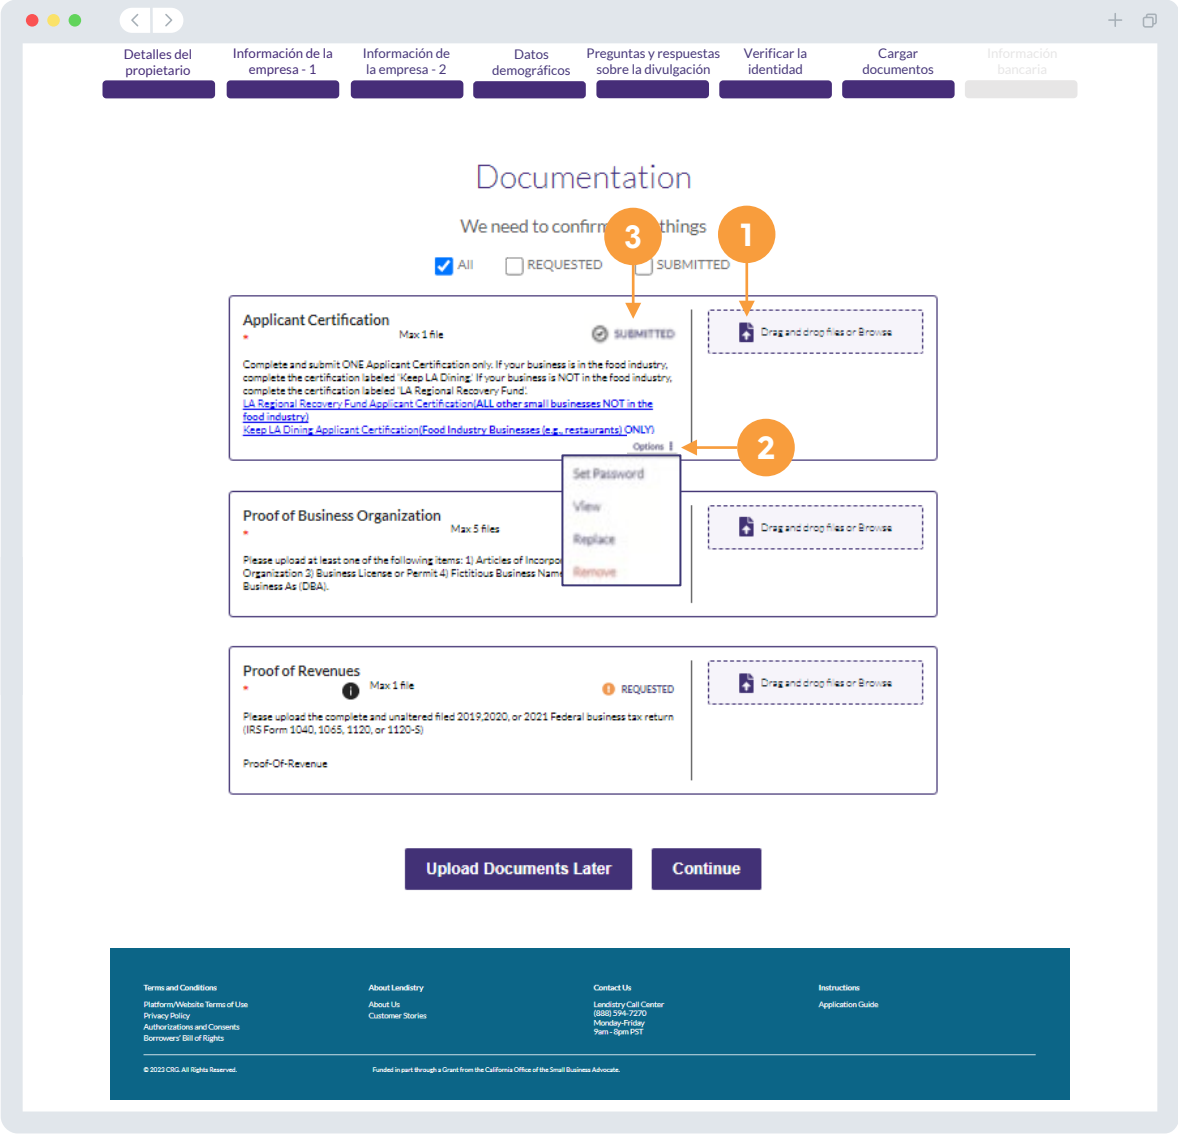 Detalles del
propietario
Información de la
empresa - 1
Información de
la empresa - 2
Datos
demográficos
Preguntas y respuestas
sobre la divulgación
Verificar la
identidad
Cargar
documentos
Información
bancaria
Documentation
We need to confirm things
3
1
All
REQUESTED
SUBMITTED
Applicant Certification
*
Max 1 file
SUBMITTED
Drag and drop files or Browse
Complete and submit ONE Applicant Certification only. If your business is in the food industry,
complete the certification labeled 'Keep LA Dining.' If your business is NOT in the food industry,
complete the certification labeled 'LA Regional Recovery Fund'.
LA Regional Recovery Fund Applicant Certification(ALL other small businesses NOT in the
food industry)
Keep LA Dining Applicant Certification(Food Industry Businesses (e.g., restaurants) ONLY)
Options
2
Set Password
View
Replace
Remove
Proof of Business Organization
*
Max 5 files
Drag and drop files or Browse
Please upload at least one of the following items: 1) Articles of Incorpor
Organization 3) Business License or Permit 4) Fictitious Business Name
Business As (DBA).
Proof of Revenues
*
Max 1 file
REQUESTED
Drag and drop files or Browse
Please upload the complete and unaltered filed 2019,2020, or 2021 Federal business tax return
(IRS Form 1040, 1065, 1120, or 1120-S)
Proof-Of-Revenue
Upload Documents Later
Continue
Terms and Conditions
Platform/Website Terms of Use
Privacy Policy
Authorizations and Consents
Borrowers' Bill of Rights
About Lendistry
About Us
Customer Stories
Contact Us
Lendistry Call Center
(888) 594-7270
Monday-Friday
9am - 8pm PST
Instructions
Application Guide
© 2023 CRG. All Rights Reserved.
Funded in part through a Grant from the California Office of the Small Business Advocate.